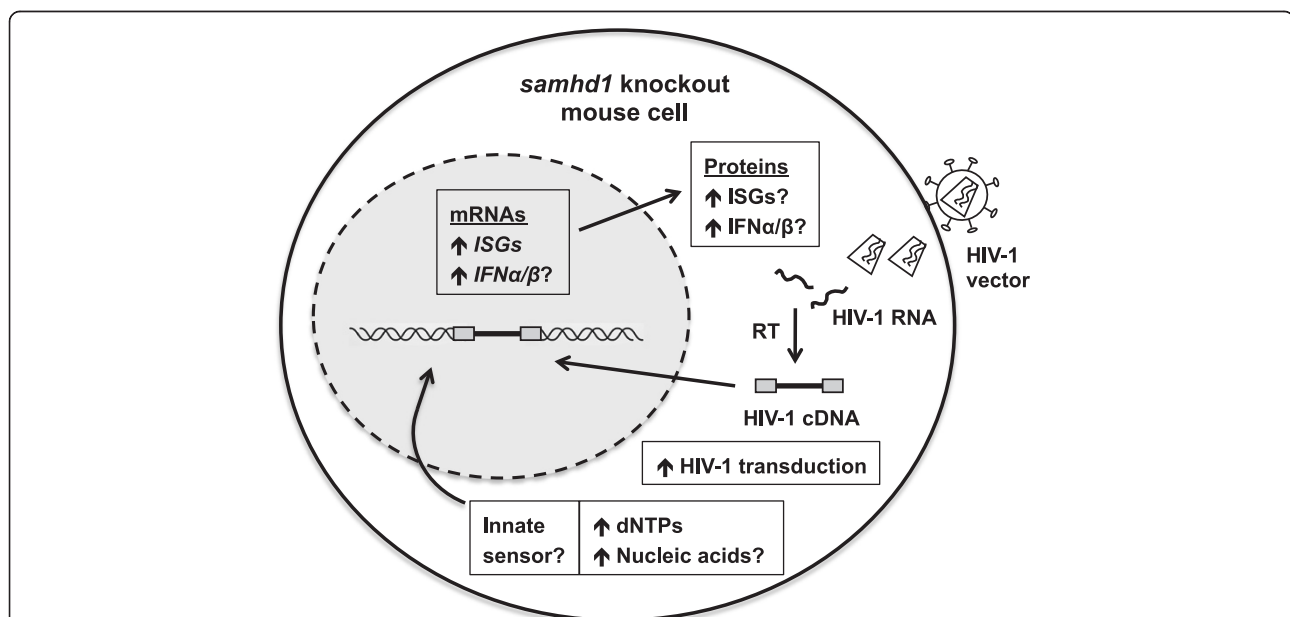 samhd1 knockout
mouse cell
mRNAs
↑ ISGs
↑ IFNα/β?
Proteins
↑ ISGs?
↑ IFNα/β?
HIV-1
vector
HIV-1 RNA
RT
HIV-1 cDNA
↑ HIV-1 transduction
Innate
sensor?
↑ dNTPs
↑ Nucleic acids?